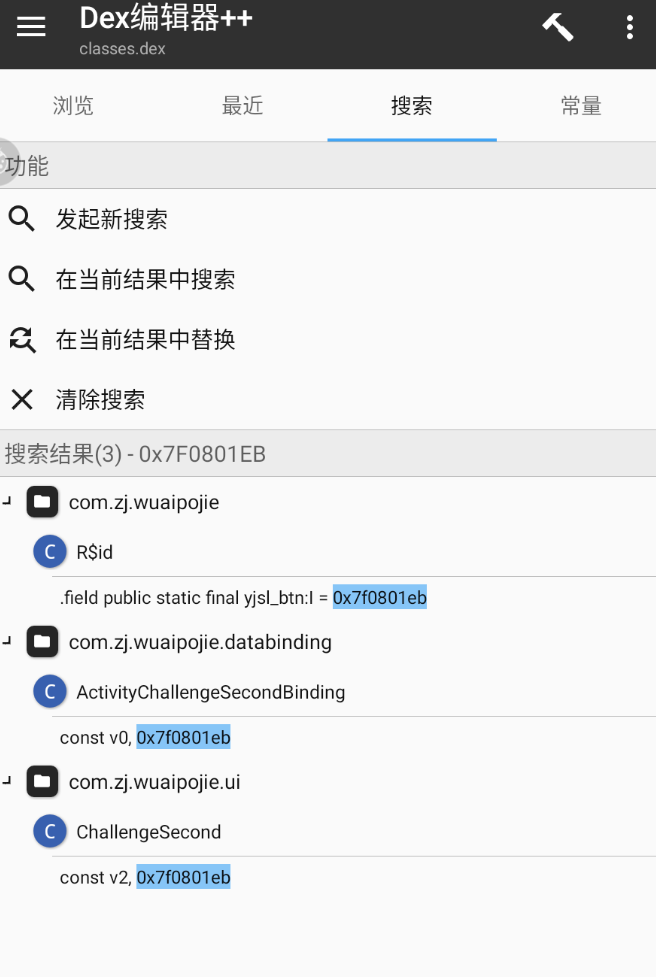 Dex编辑器++
classes.dex
浏览 最近 搜索 常量
功能
发起新搜索
在当前结果中搜索
在当前结果中替换
清除搜索
搜索结果(3) - 0x7F0801EB
com.zj.wuaipojie
C R$id
.field public static final yjsl_btn:I = 0x7f0801eb
com.zj.wuaipojie.databinding
C ActivityChallengeSecondBinding
const v0, 0x7f0801eb
com.zj.wuaipojie.ui
C ChallengeSecond
const v2, 0x7f0801eb